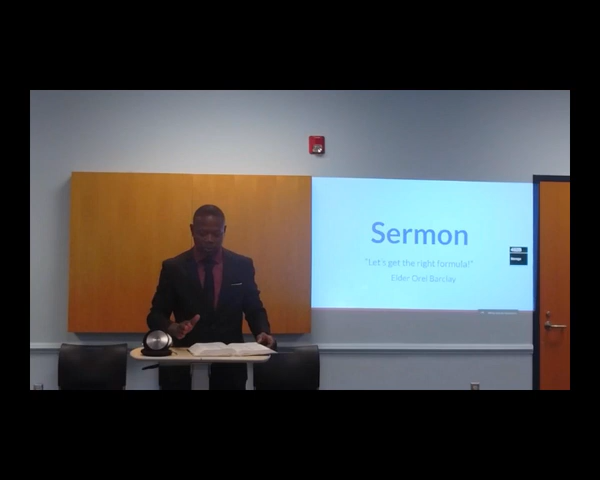 Sermon
"Let's get the right formula!"
Elder Orel Barclay